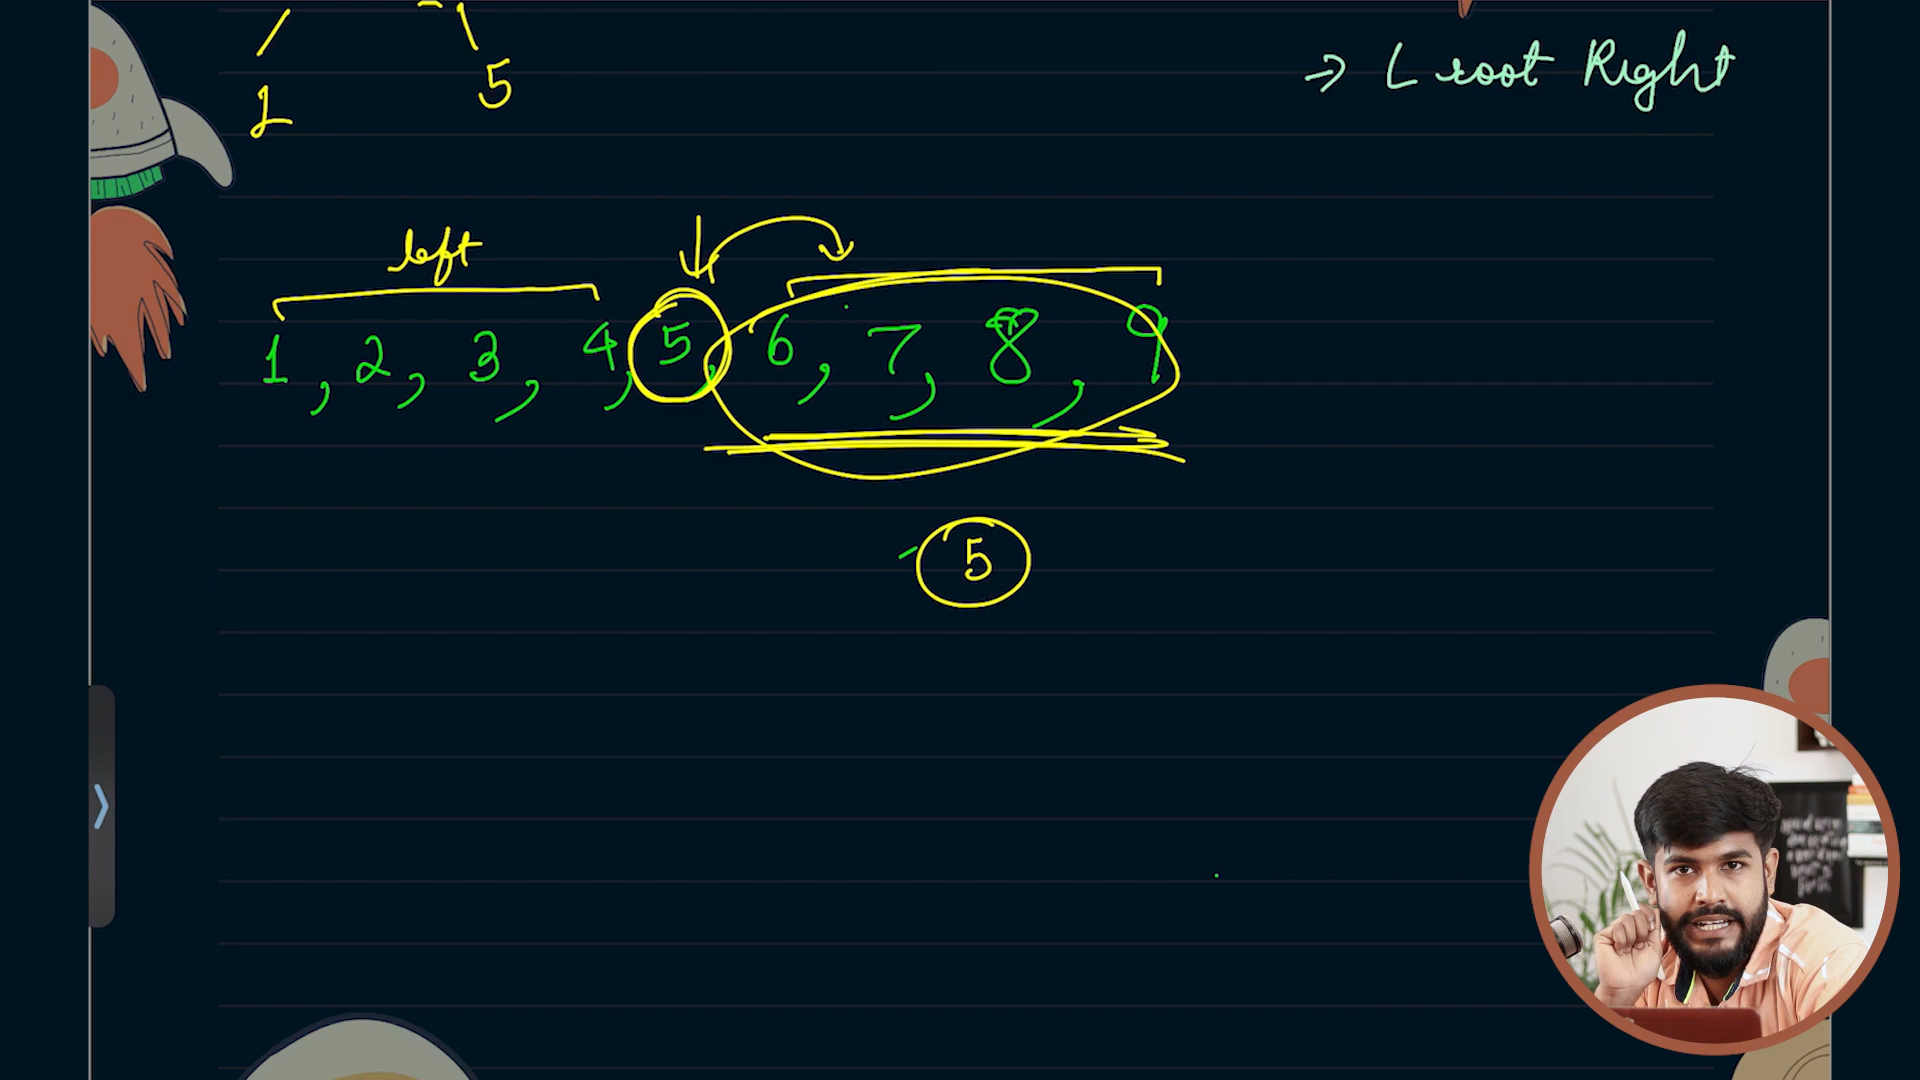 1 5
→ L root Right
left
1, 2, 3, 4, 5, 6, 7, 8, 9
5